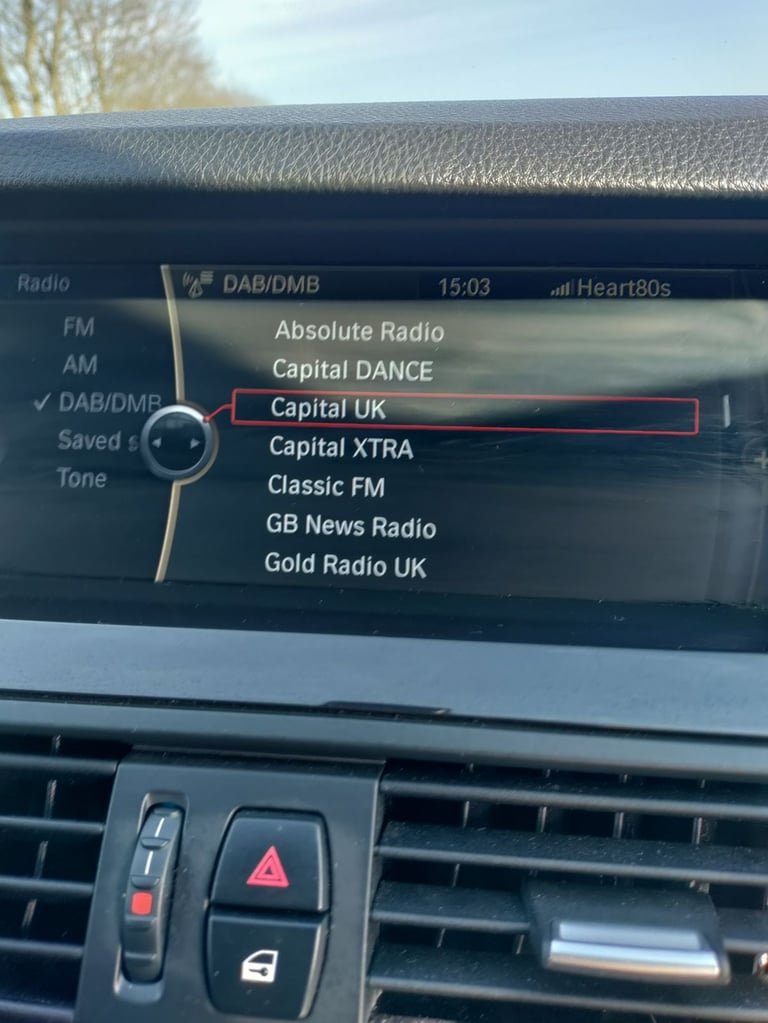 Radio
DAB/DMB 15:03 Heart80s
FM
AM
DAB/DMB
Saved s
Tone
Absolute Radio
Capital DANCE
Capital UK
Capital XTRA
Classic FM
GB News Radio
Gold Radio UK